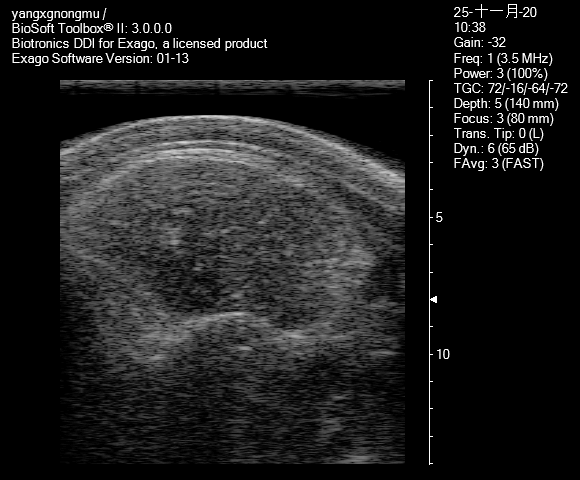 yangxgnongmu /
BioSoft Toolbox® II: 3.0.0.0
Biotronics DDI for Exago, a licensed product
Exago Software Version: 01-13
25-十一月-20
10:38
Gain: -32
Freq: 1 (3.5 MHz)
Power: 3 (100%)
TGC: 72/-16/-64/-72
Depth: 5 (140 mm)
Focus: 3 (80 mm)
Trans. Tip: 0 (L)
Dyn.: 6 (65 dB)
FAvg: 3 (FAST)
5
10